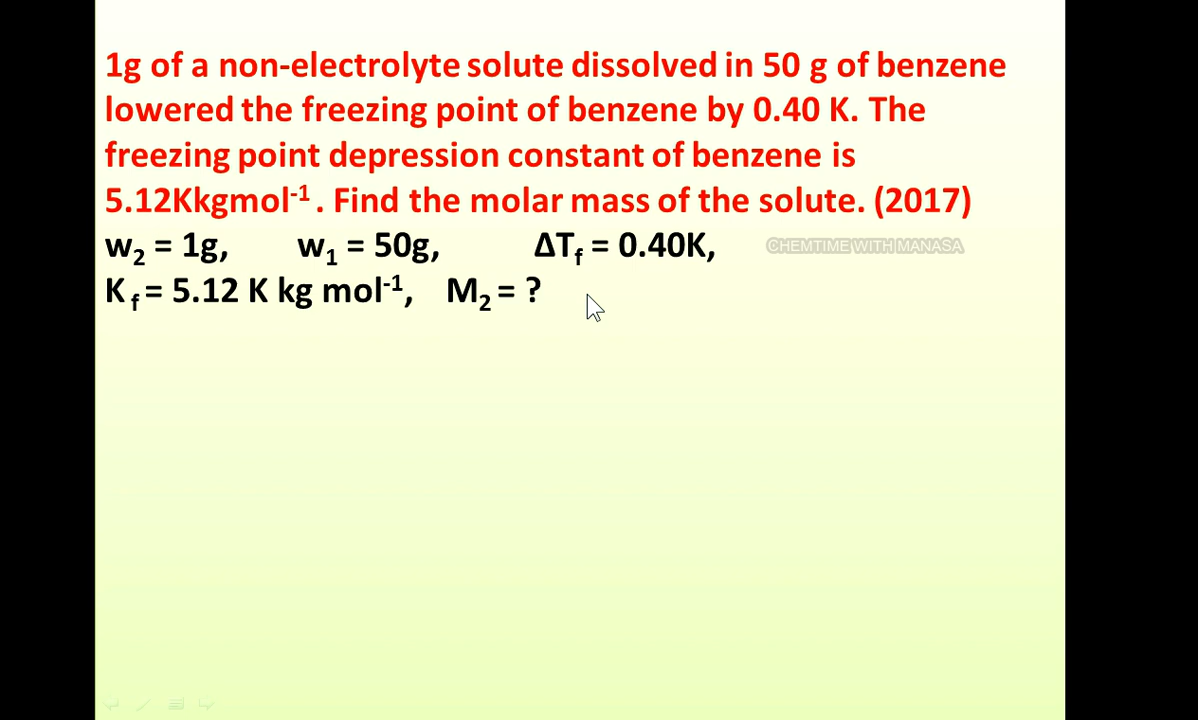 1g of a non-electrolyte solute dissolved in 50 g of benzene
lowered the freezing point of benzene by 0.40 K. The
freezing point depression constant of benzene is
5.12Kkgmol⁻¹ . Find the molar mass of the solute. (2017)
w₂ = 1g, w₁ = 50g, ΔT_f = 0.40K, CHEMTIME WITH MANASA
K_f = 5.12 K kg mol⁻¹, M₂ = ?